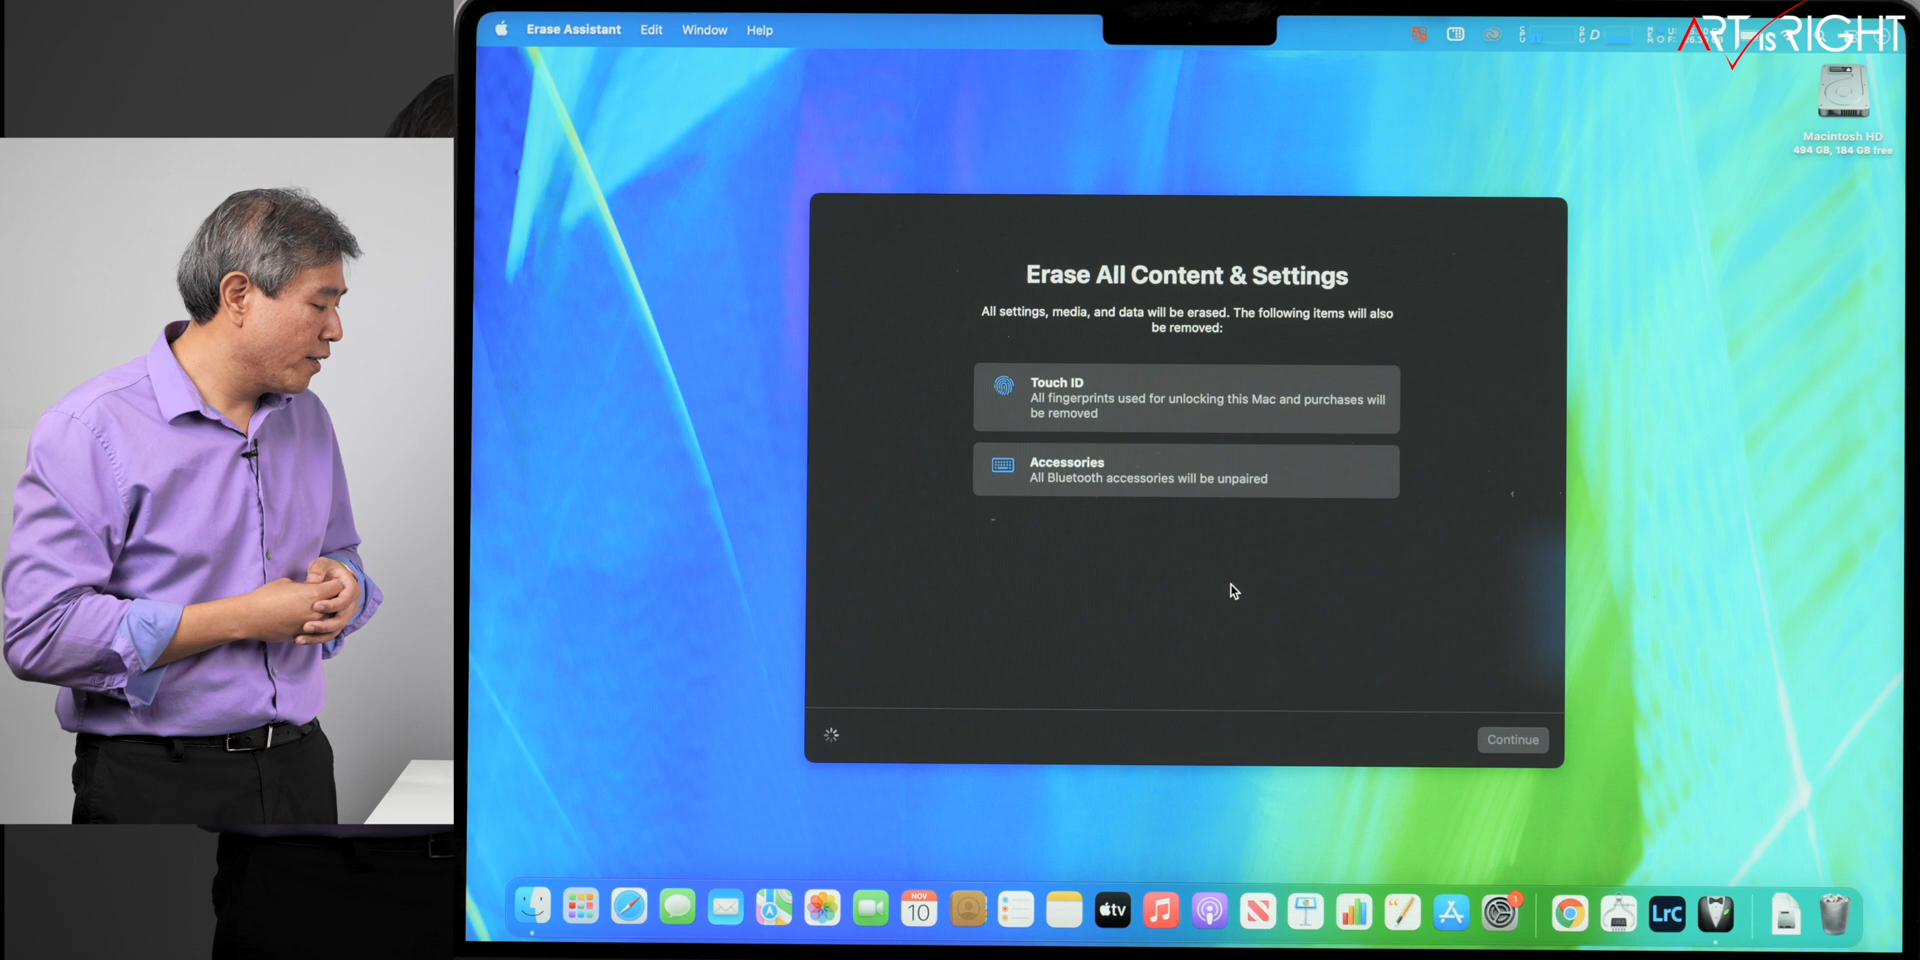 Erase Assistant Edit Window Help
ART is RIGHT
Macintosh HD
494 GB, 184 GB free
Erase All Content & Settings
All settings, media, and data will be erased. The following items will also
be removed:
Touch ID
All fingerprints used for unlocking this Mac and purchases will
be removed
Accessories
All Bluetooth accessories will be unpaired
Continue
NOV
10
tv
1
LrC